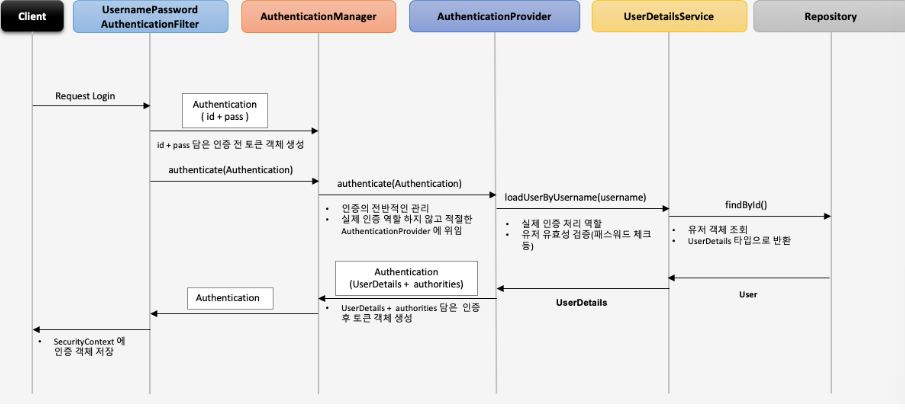 Client
UsernamePassword
AuthenticationFilter
AuthenticationManager
AuthenticationProvider
UserDetailsService
Repository
Request Login
Authentication
( id + pass )
id + pass 담은 인증 전 토큰 객체 생성
authenticate(Authentication)
authenticate(Authentication)
• 인증의 전반적인 관리
• 실제 인증 역할 하지 않고 적절한
AuthenticationProvider 에 위임
loadUserByUsername(username)
• 실제 인증 처리 역할
• 유저 유효성 검증(패스워드 체크
등)
findById()
• 유저 객체 조회
• UserDetails 타입으로 반환
User
UserDetails
Authentication
(UserDetails + authorities)
• UserDetails + authorities 담은 인증
후 토큰 객체 생성
Authentication
• SecurityContext 에
인증 객체 저장